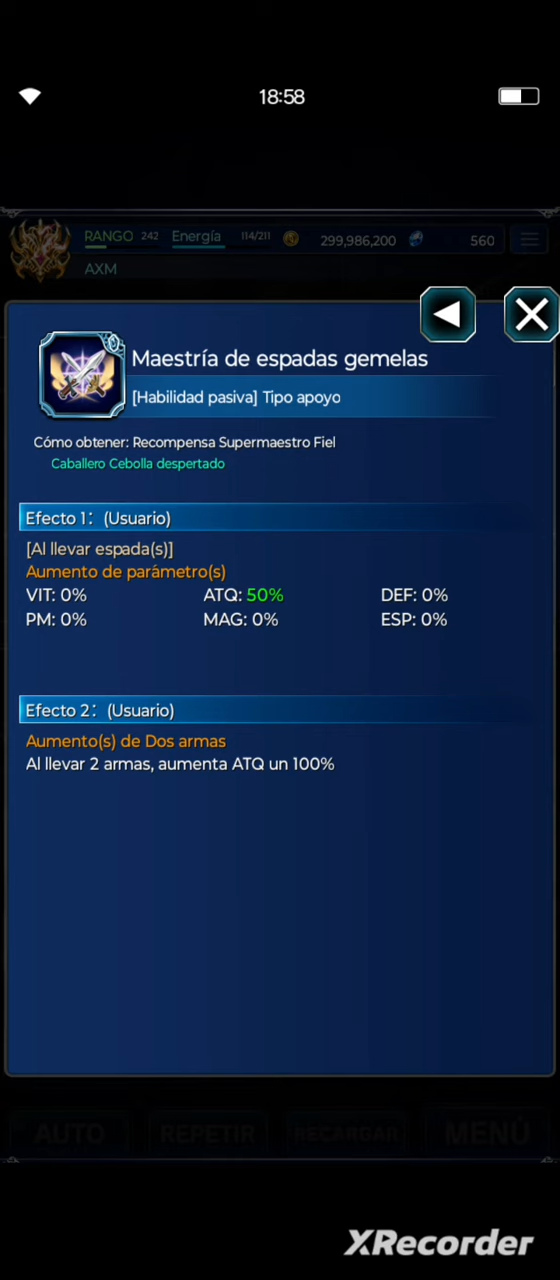 18:58
RANGO 242 Energía 114/211 299,986,200 560
AXM
Maestría de espadas gemelas
[Habilidad pasiva] Tipo apoyo
Cómo obtener: Recompensa Supermaestro Fiel
Caballero Cebolla despertado
Efecto 1: (Usuario)
[Al llevar espada(s)]
Aumento de parámetro(s)
VIT: 0% ATQ: 50% DEF: 0%
PM: 0% MAG: 0% ESP: 0%
Efecto 2: (Usuario)
Aumento(s) de Dos armas
Al llevar 2 armas, aumenta ATQ un 100%
AUTO REPETIR RECARGAR MENÚ
XRecorder